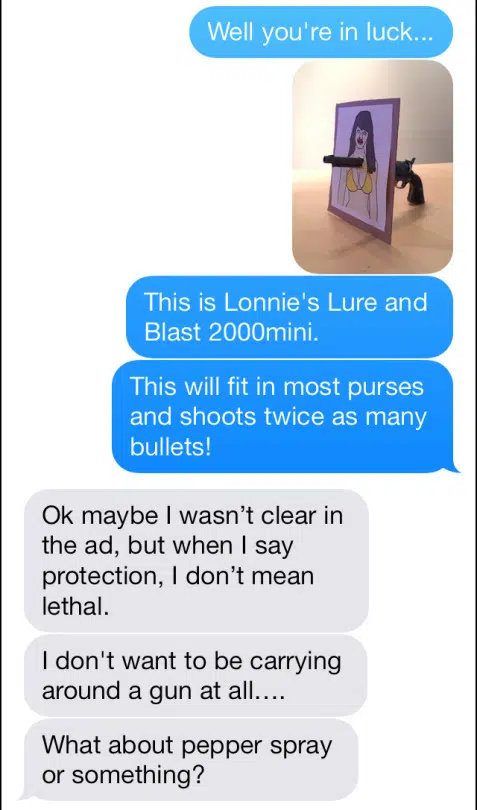 Well you're in luck...
This is Lonnie's Lure and
Blast 2000mini.
This will fit in most purses
and shoots twice as many
bullets!
Ok maybe I wasn’t clear in
the ad, but when I say
protection, I don’t mean
lethal.
I don't want to be carrying
around a gun at all....
What about pepper spray
or something?